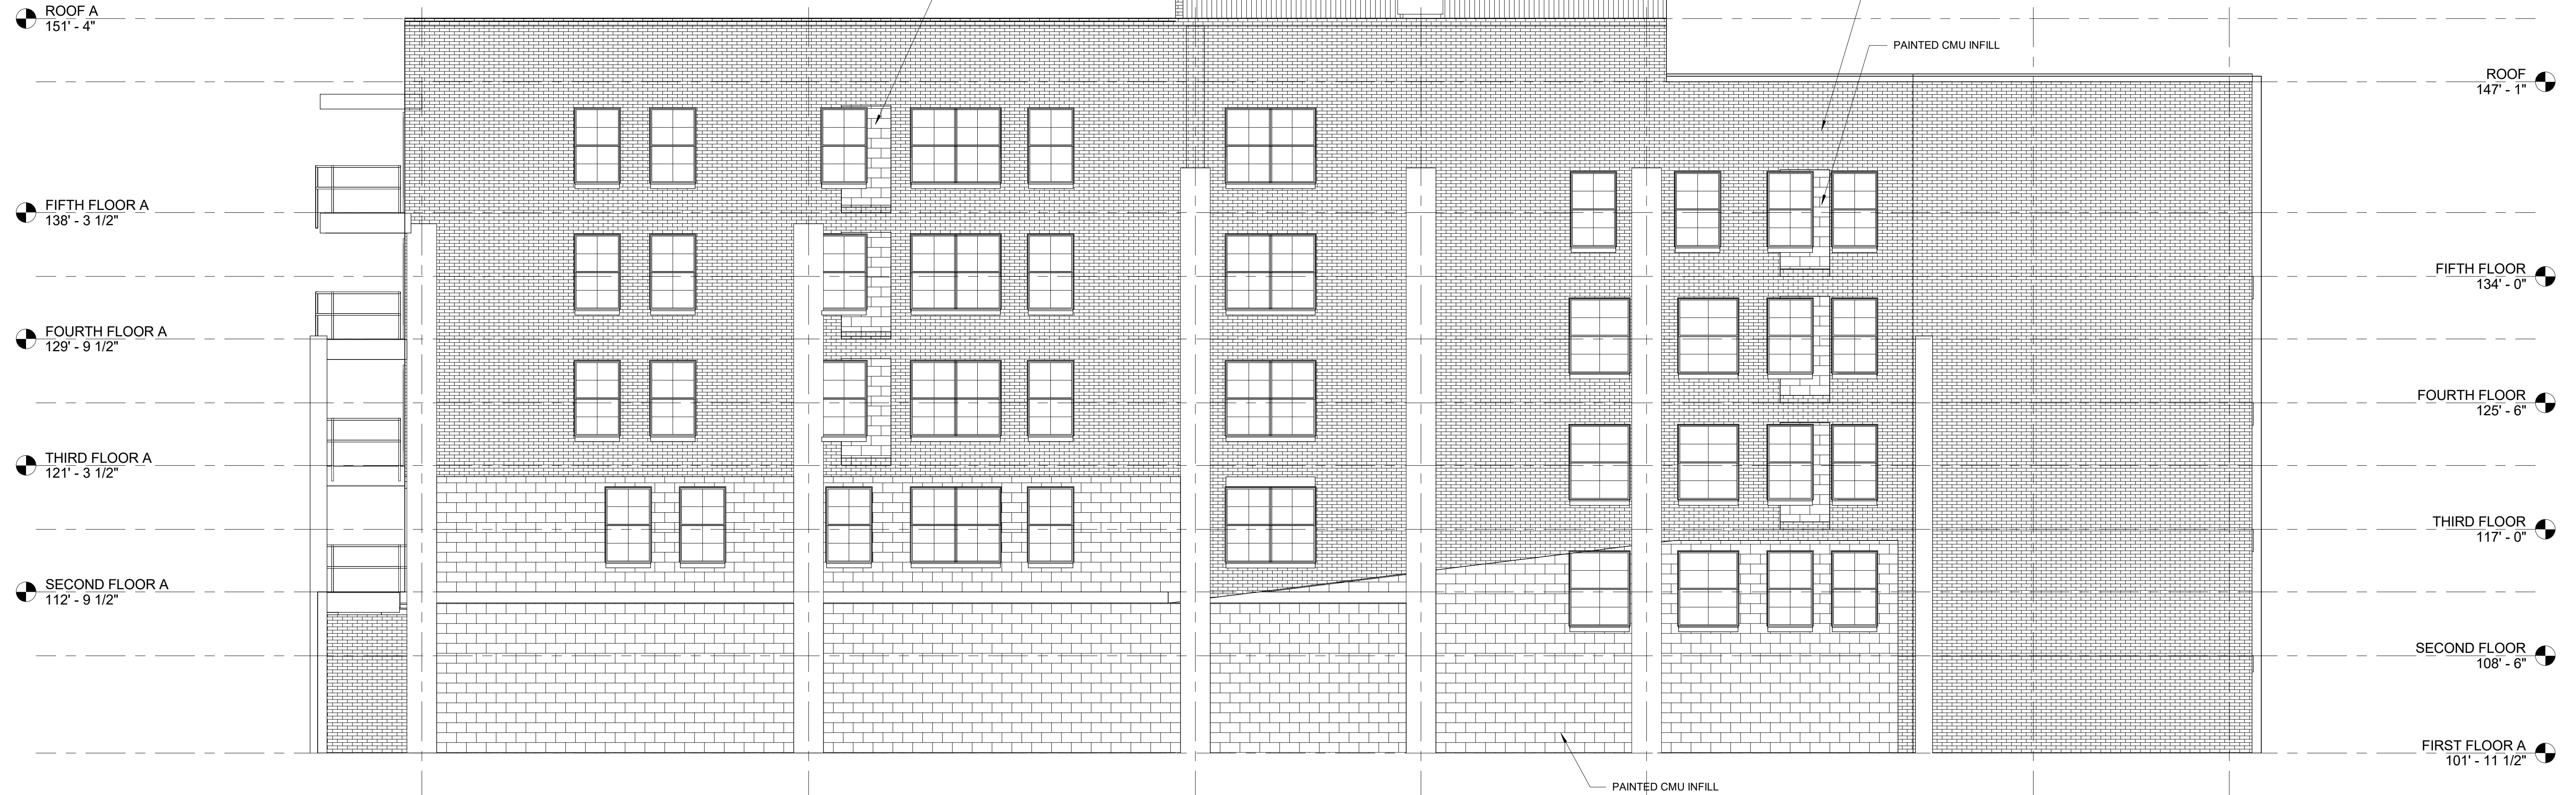 ROOF A
151' - 4"
PAINTED CMU INFILL
ROOF
147' - 1"
FIFTH FLOOR A
138' - 3 1/2"
FIFTH FLOOR
134' - 0"
FOURTH FLOOR A
129' - 9 1/2"
FOURTH FLOOR
125' - 6"
THIRD FLOOR A
121' - 3 1/2"
THIRD FLOOR
117' - 0"
SECOND FLOOR A
112' - 9 1/2"
SECOND FLOOR
108' - 6"
FIRST FLOOR A
101' - 11 1/2"
PAINTED CMU INFILL